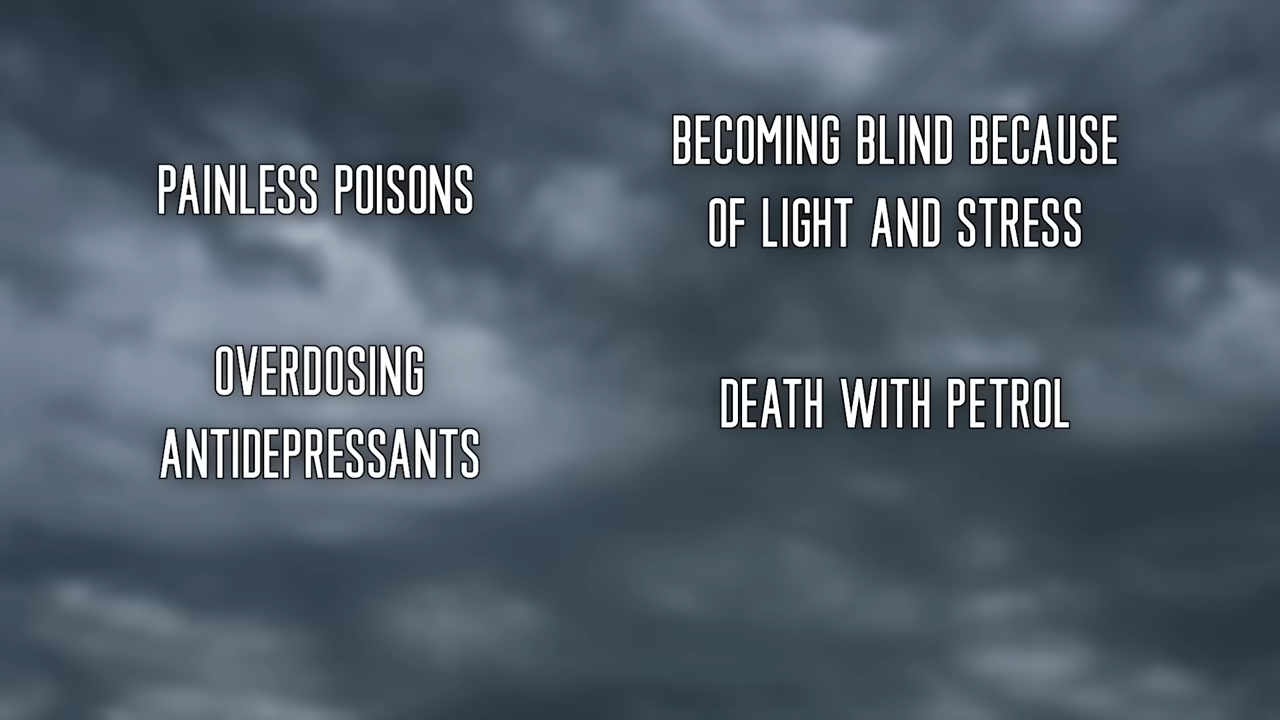 PAINLESS POISONS
OVERDOSING
ANTIDEPRESSANTS
BECOMING BLIND BECAUSE
OF LIGHT AND STRESS
DEATH WITH PETROL